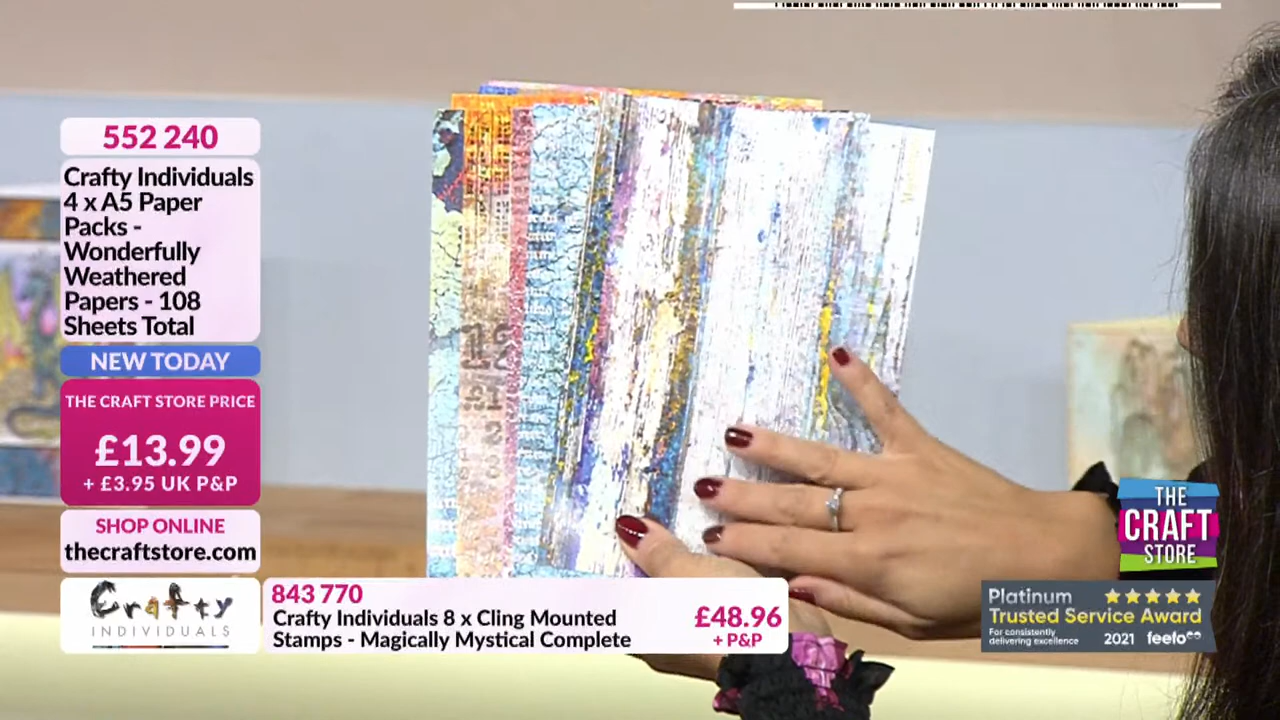 552 240
Crafty Individuals
4 x A5 Paper
Packs -
Wonderfully
Weathered
Papers - 108
Sheets Total
NEW TODAY
THE CRAFT STORE PRICE
£13.99
+ £3.95 UK P&P
SHOP ONLINE
thecraftstore.com
Crafty
INDIVIDUALS
843 770
Crafty Individuals 8 x Cling Mounted
Stamps - Magically Mystical Complete
£48.96
+ P&P
THE
CRAFT
STORE
Platinum
Trusted Service Award
For consistently
delivering excellence
2021 feefo